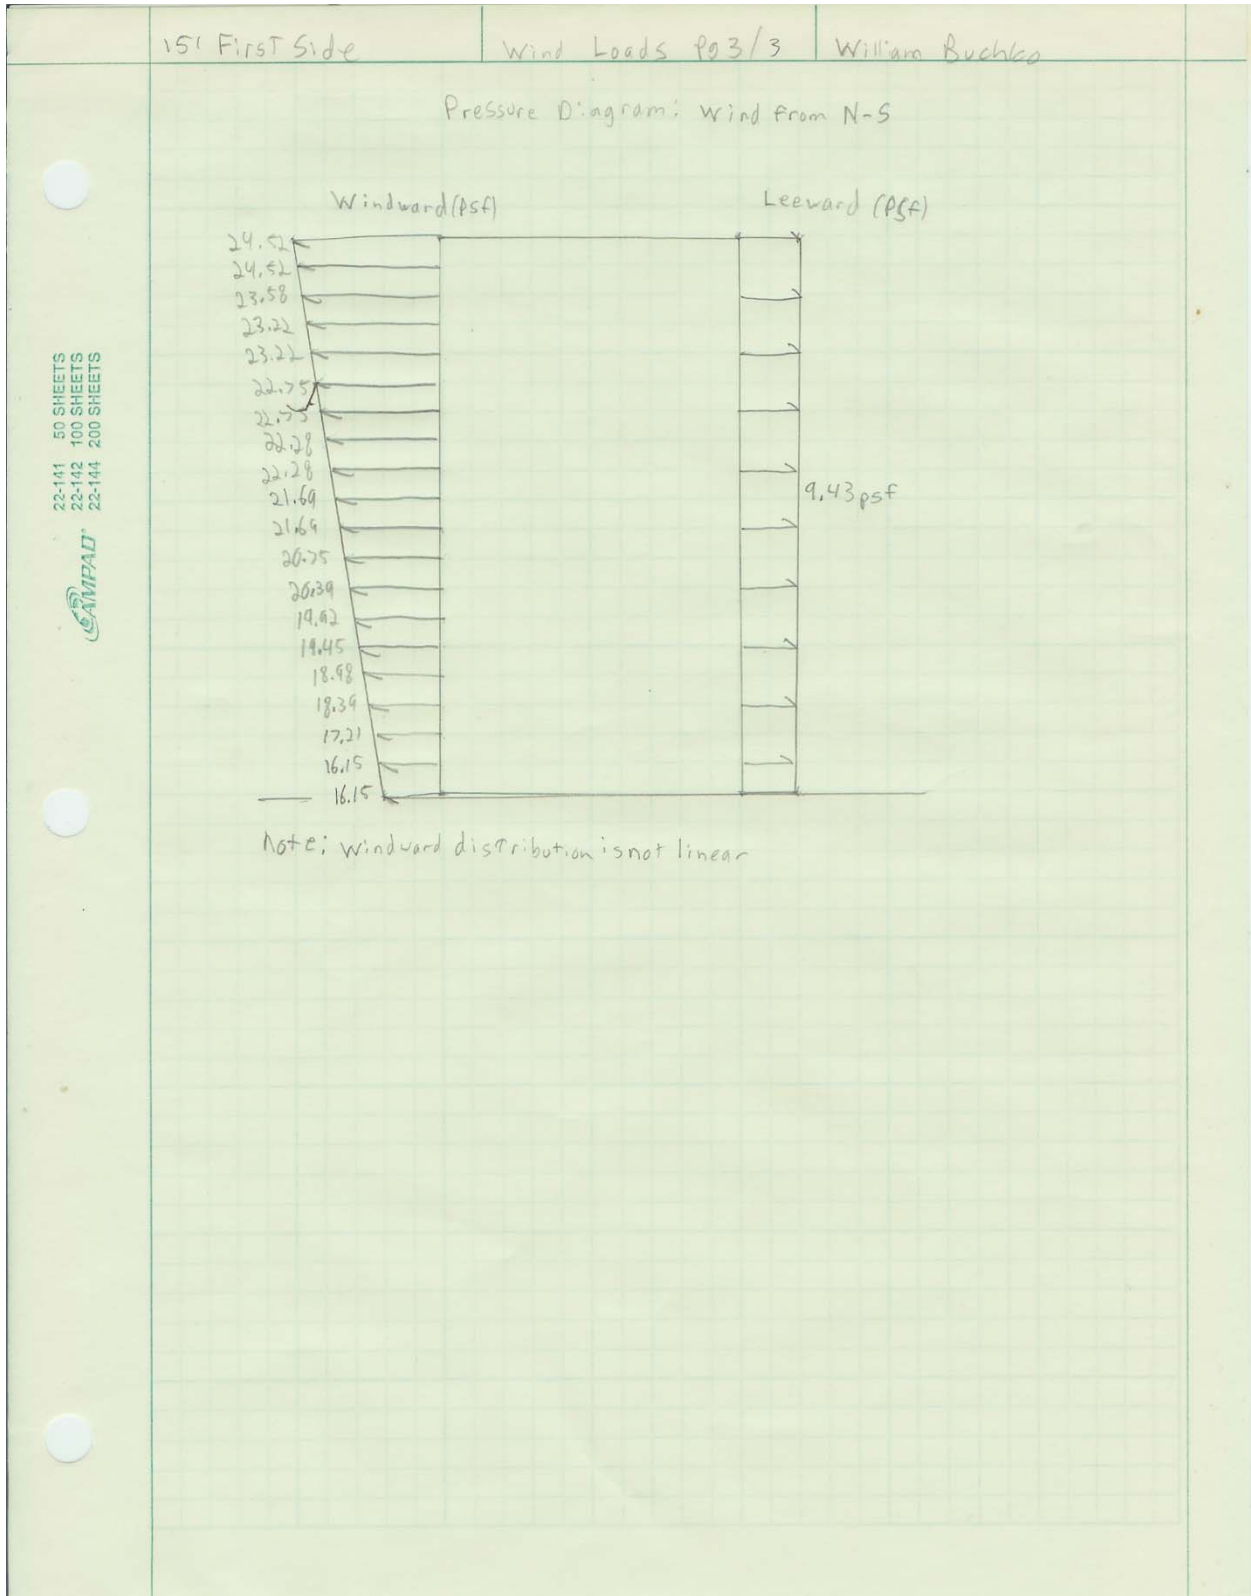 151 First Side Wind Loads Pg 3/3 William Buchko
Pressure Diagram: Wind from N-S
Windward (psf) Leeward (psf)
24.52
24.52
23.58
23.22
23.22
22.75
22.75
22.28
22.28
21.69
21.69
20.75
20.39
19.92
19.45
18.98
18.39
17.21
16.15
16.15
9.43 psf
Note: Windward distribution is not linear
22-141 50 SHEETS
22-142 100 SHEETS
22-144 200 SHEETS
CAMPAD